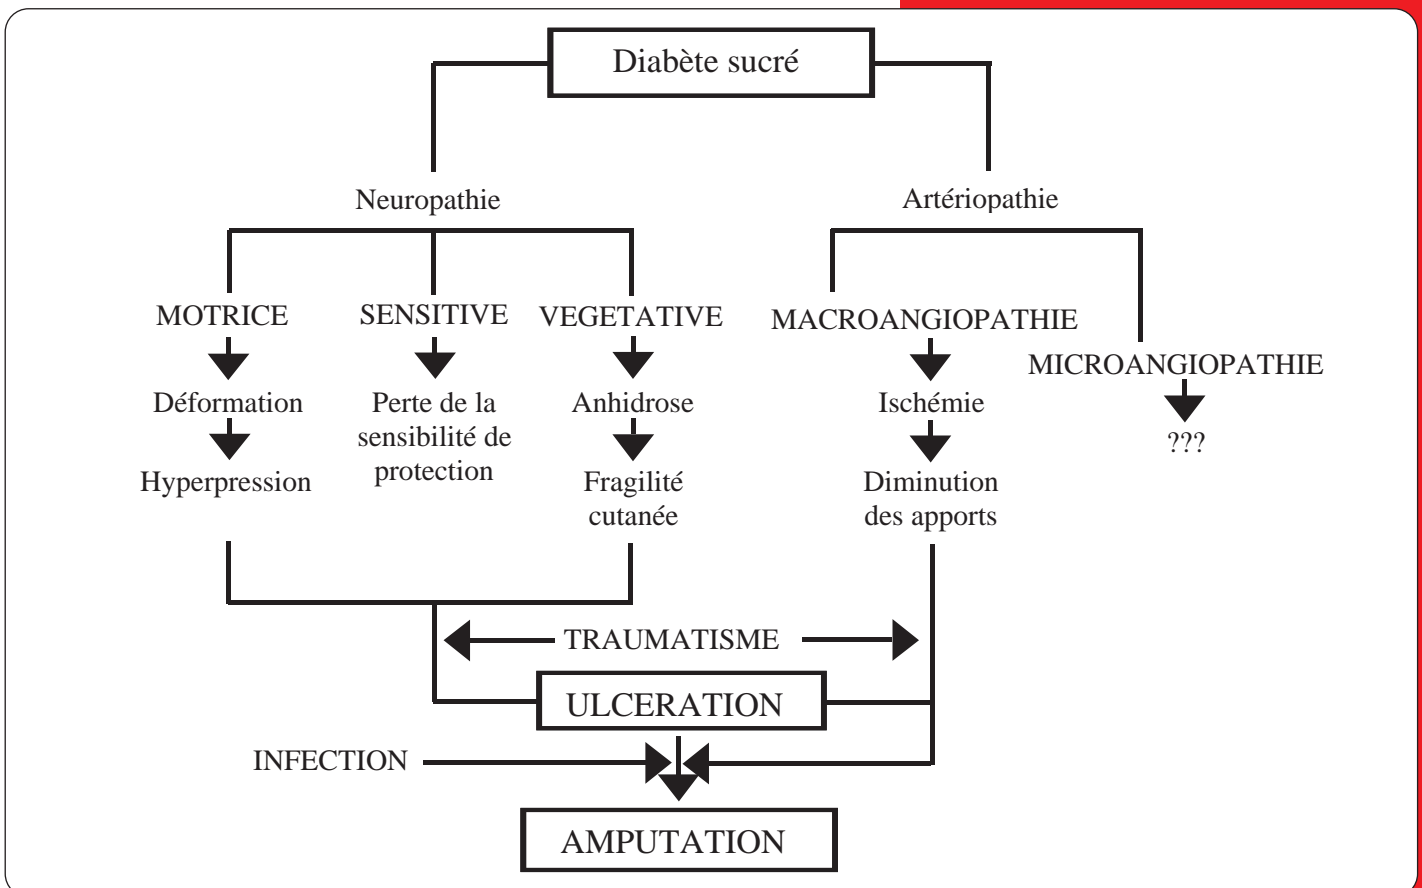 Diabète sucré
Neuropathie
Artériopathie
MOTRICE
SENSITIVE
VEGETATIVE
MACROANGIOPATHIE
MICROANGIOPATHIE
Déformation
Perte de la
sensibilité de
protection
Anhidrose
Ischémie
???
Hyperpression
Fragilité
cutanée
Diminution
des apports
TRAUMATISME
ULCERATION
INFECTION
AMPUTATION